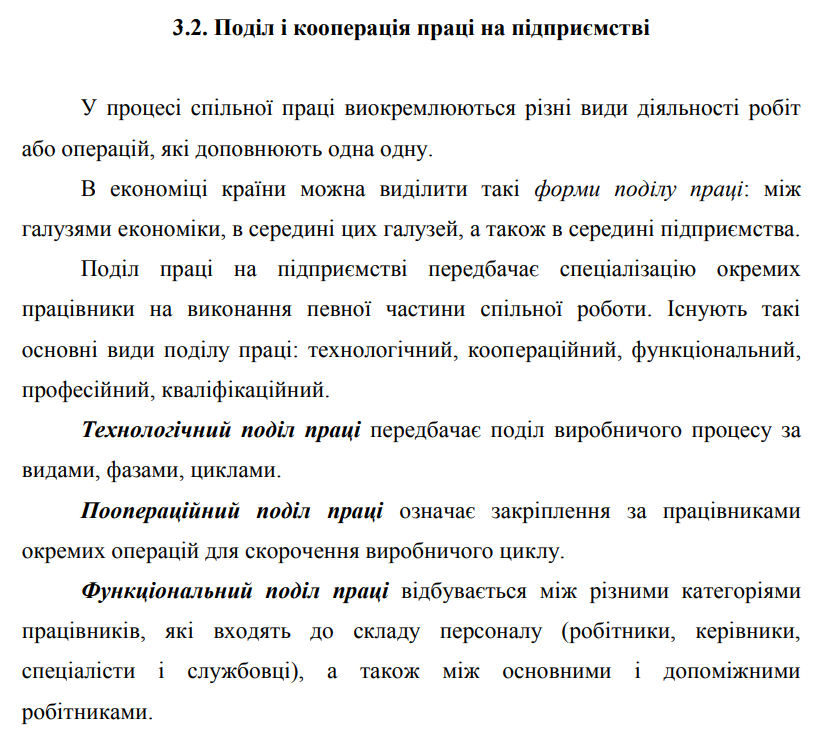 3.2. Поділ і кооперація праці на підприємстві
У процесі спільної праці виокремлюються різні види діяльності робіт
або операцій, які доповнюють одна одну.
В економіці країни можна виділити такі форми поділу праці: між
галузями економіки, в середині цих галузей, а також в середині підприємства.
Поділ праці на підприємстві передбачає спеціалізацію окремих
працівники на виконання певної частини спільної роботи. Існують такі
основні види поділу праці: технологічний, коопераційний, функціональний,
професійний, кваліфікаційний.
Технологічний поділ праці передбачає поділ виробничого процесу за
видами, фазами, циклами.
Поопераційний поділ праці означає закріплення за працівниками
окремих операцій для скорочення виробничого циклу.
Функціональний поділ праці відбувається між різними категоріями
працівників, які входять до складу персоналу (робітники, керівники,
спеціалісти і службовці), а також між основними і допоміжними
робітниками.